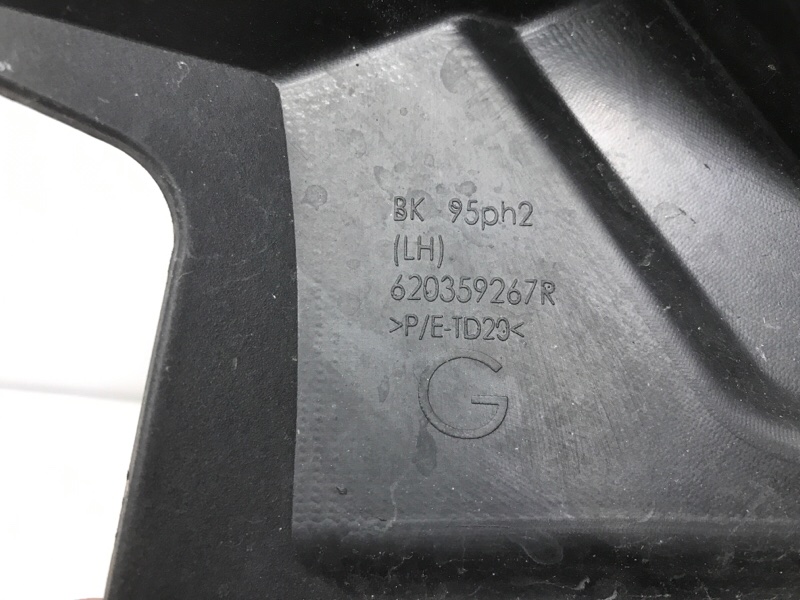 BK 95ph2
(LH)
620359267R
>P/E-TD20<
G